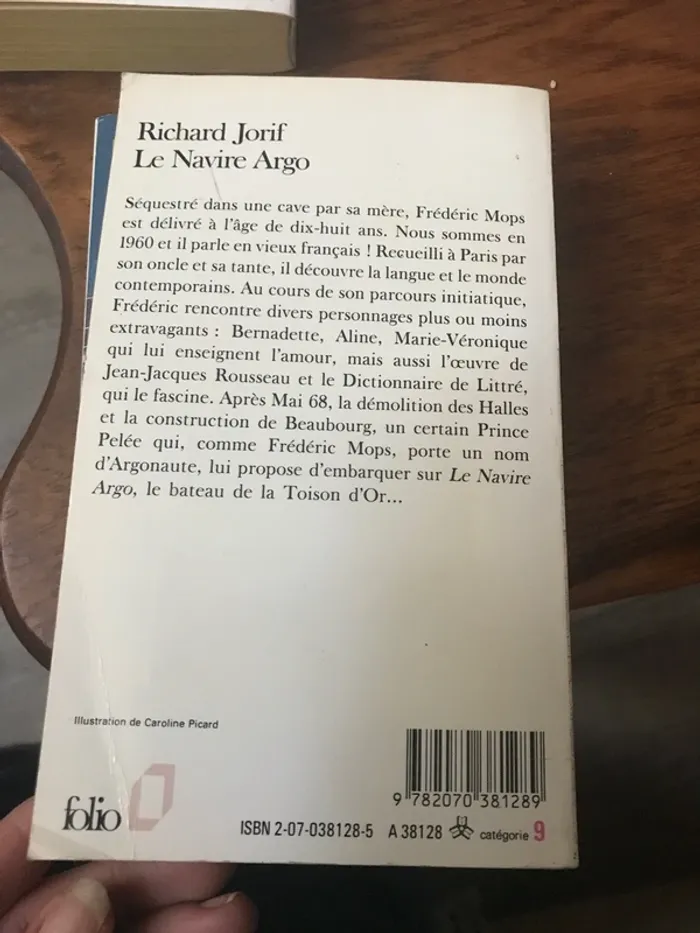 Richard Jorif
Le Navire Argo
Séquestré dans une cave par sa mère, Frédéric Mops
est délivré à l'âge de dix-huit ans. Nous sommes en
1960 et il parle en vieux français ! Recueilli à Paris par
son oncle et sa tante, il découvre la langue et le monde
contemporains. Au cours de son parcours initiatique,
Frédéric rencontre divers personnages plus ou moins
extravagants : Bernadette, Aline, Marie-Véronique
qui lui enseignent l'amour, mais aussi l'œuvre de
Jean-Jacques Rousseau et le Dictionnaire de Littré,
qui le fascine. Après Mai 68, la démolition des Halles
et la construction de Beaubourg, un certain Prince
Pelée qui, comme Frédéric Mops, porte un nom
d'Argonaute, lui propose d'embarquer sur Le Navire
Argo, le bateau de la Toison d'Or...
Illustration de Caroline Picard
9 782070 381289
folio
ISBN 2-07-038128-5 A 38128 catégorie 9